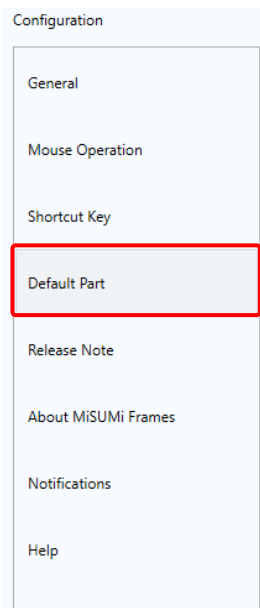 Configuration
General
Mouse Operation
Shortcut Key
Default Part
Release Note
About MiSUMi Frames
Notifications
Help